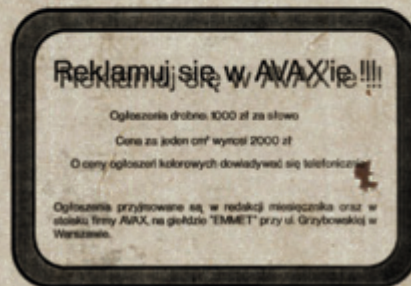 Reklamuj się w AVAX'ie !!!
Ogłoszenia drobne: 1000 zł za słowo
Cena za jeden cm² wynosi 2000 zł
O ceny ogłoszeń kolorowych dowiadywać się telefonicznie
Ogłoszenia przyjmowane są w redakcji miesięcznika oraz w
stoisku firmy AVAX, na giełdzie "EMMET" przy ul. Grzybowskiej w
Warszawie.